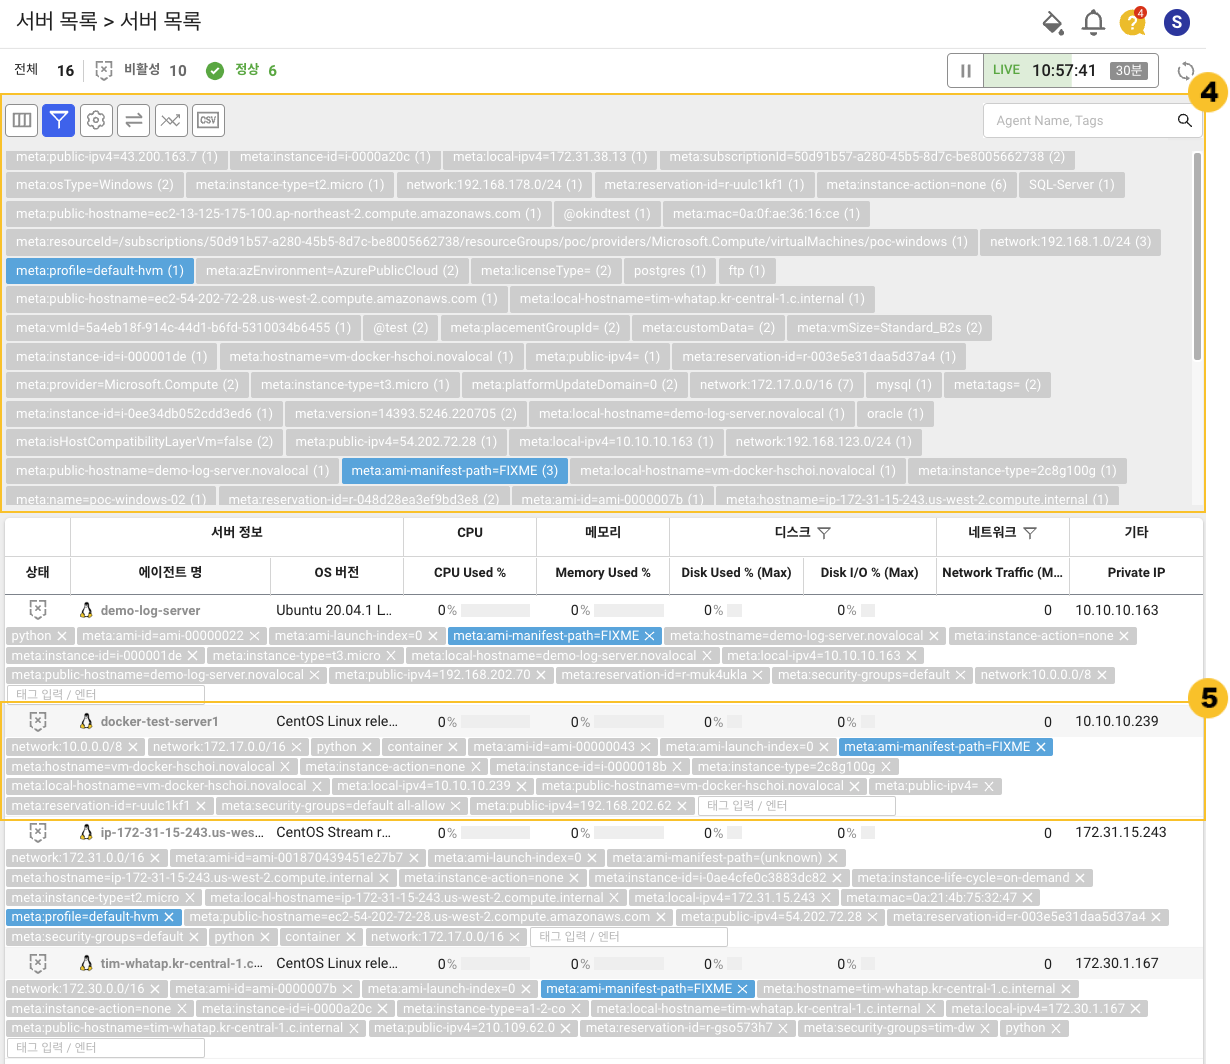 서버 목록 > 서버 목록
4 ? S
전체 16 비활성 10 정상 6 LIVE 10:57:41 30분
4
CSV Agent Name, Tags
meta:public-ipv4=43.200.163.7 (1) meta:instance-id=i-0000a20c (1) meta:local-ipv4=172.31.38.13 (1) meta:subscriptionId=50d91b57-a280-45b5-8d7c-be8005662738 (2)
meta:osType=Windows (2) meta:instance-type=t2.micro (1) network:192.168.178.0/24 (1) meta:reservation-id=r-uulc1kf1 (1) meta:instance-action=none (6) SQL-Server (1)
meta:public-hostname=ec2-13-125-175-100.ap-northeast-2.compute.amazonaws.com (1) @okindtest (1) meta:mac=0a:0f:ae:36:16:ce (1)
meta:resourceId=/subscriptions/50d91b57-a280-45b5-8d7c-be8005662738/resourceGroups/poc/providers/Microsoft.Compute/virtualMachines/poc-windows (1) network:192.168.1.0/24 (3)
meta:profile=default-hvm (1) meta:azEnvironment=AzurePublicCloud (2) meta:licenseType= (2) postgres (1) ftp (1)
meta:public-hostname=ec2-54-202-72-28.us-west-2.compute.amazonaws.com (1) meta:local-hostname=tim-whatap.kr-central-1.c.internal (1)
meta:vmId=5a4eb18f-914c-44d1-b6fd-5310034b6455 (1) @test (2) meta:placementGroupId= (2) meta:customData= (2) meta:vmSize=Standard_B2s (2)
meta:instance-id=i-000001de (1) meta:hostname=vm-docker-hschoi.novalocal (1) meta:public-ipv4= (1) meta:reservation-id=r-003e5e31daa5d37a4 (1)
meta:provider=Microsoft.Compute (2) meta:instance-type=t3.micro (1) meta:platformUpdateDomain=0 (2) network:172.17.0.0/16 (7) mysql (1) meta:tags= (2)
meta:instance-id=i-0ee34db052cdd3ed6 (1) meta:version=14393.5246.220705 (2) meta:local-hostname=demo-log-server.novalocal (1) oracle (1)
meta:isHostCompatibilityLayerVm=false (2) meta:public-ipv4=54.202.72.28 (1) meta:local-ipv4=10.10.10.163 (1) network:192.168.123.0/24 (1)
meta:public-hostname=demo-log-server.novalocal (1) meta:ami-manifest-path=FIXME (3) meta:local-hostname=vm-docker-hschoi.novalocal (1) meta:instance-type=2c8g100g (1)
meta:name=poc-windows-02 (1) meta:reservation-id=r-048d28ea3ef9bd3e8 (2) meta:ami-id=ami-0000007b (1) meta:hostname=ip-172-31-15-243.us-west-2.compute.internal (1)
서버 정보 CPU 메모리 디스크 네트워크 기타
상태 에이전트 명 OS 버전 CPU Used % Memory Used % Disk Used % (Max) Disk I/O % (Max) Network Traffic (M... Private IP
demo-log-server Ubuntu 20.04.1 L... 0% 0% 0% 0% 0 10.10.10.163
python meta:ami-id=ami-00000022 meta:ami-launch-index=0 meta:ami-manifest-path=FIXME meta:hostname=demo-log-server.novalocal meta:instance-action=none
meta:instance-id=i-000001de meta:instance-type=t3.micro meta:local-hostname=demo-log-server.novalocal meta:local-ipv4=10.10.10.163
meta:public-hostname=demo-log-server.novalocal meta:public-ipv4=192.168.202.70 meta:reservation-id=r-muk4ukla meta:security-groups=default network:10.0.0.0/8
태그 입력 / 엔터
5
docker-test-server1 CentOS Linux rele... 0% 0% 0% 0% 0 10.10.10.239
network:10.0.0.0/8 network:172.17.0.0/16 python container meta:ami-id=ami-00000043 meta:ami-launch-index=0 meta:ami-manifest-path=FIXME
meta:hostname=vm-docker-hschoi.novalocal meta:instance-action=none meta:instance-id=i-0000018b meta:instance-type=2c8g100g
meta:local-hostname=vm-docker-hschoi.novalocal meta:local-ipv4=10.10.10.239 meta:public-hostname=vm-docker-hschoi.novalocal meta:public-ipv4=
meta:reservation-id=r-uulc1kf1 meta:security-groups=default all-allow meta:public-ipv4=192.168.202.62 태그 입력 / 엔터
ip-172-31-15-243.us-wes... CentOS Stream r... 0% 0% 0% 0% 0 172.31.15.243
network:172.31.0.0/16 meta:ami-id=ami-001870439451e27b7 meta:ami-launch-index=0 meta:ami-manifest-path=(unknown)
meta:hostname=ip-172-31-15-243.us-west-2.compute.internal meta:instance-action=none meta:instance-id=i-0ae4cfe0c3883dc82 meta:instance-life-cycle=on-demand
meta:instance-type=t2.micro meta:local-hostname=ip-172-31-15-243.us-west-2.compute.internal meta:local-ipv4=172.31.15.243 meta:mac=0a:21:4b:75:32:47
meta:profile=default-hvm meta:public-hostname=ec2-54-202-72-28.us-west-2.compute.amazonaws.com meta:public-ipv4=54.202.72.28 meta:reservation-id=r-003e5e31daa5d37a4
meta:security-groups=default python container network:172.17.0.0/16 태그 입력 / 엔터
tim-whatap.kr-central-1.c... CentOS Linux rele... 0% 0% 0% 0% 0 172.30.1.167
network:172.30.0.0/16 meta:ami-id=ami-0000007b meta:ami-launch-index=0 meta:ami-manifest-path=FIXME meta:hostname=tim-whatap.kr-central-1.c.internal
meta:instance-action=none meta:instance-id=i-0000a20c meta:instance-type=a1-2-co meta:local-hostname=tim-whatap.kr-central-1.c.internal meta:local-ipv4=172.30.1.167
meta:public-hostname=tim-whatap.kr-central-1.c.internal meta:public-ipv4=210.109.62.0 meta:reservation-id=r-gso573h7 meta:security-groups=tim-dw python
태그 입력 / 엔터